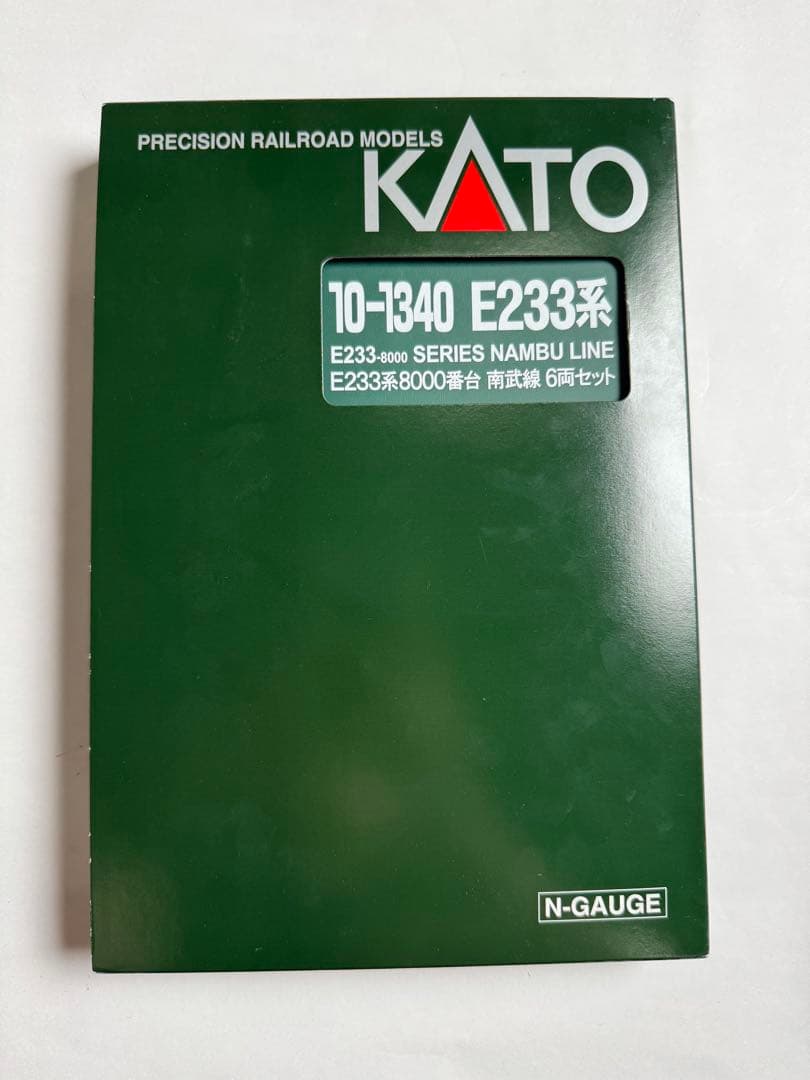 PRECISION RAILROAD MODELS
KATO
10-1340 E233系
E233-8000 SERIES NAMBU LINE
E233系8000番台 南武線 6両セット
N-GAUGE